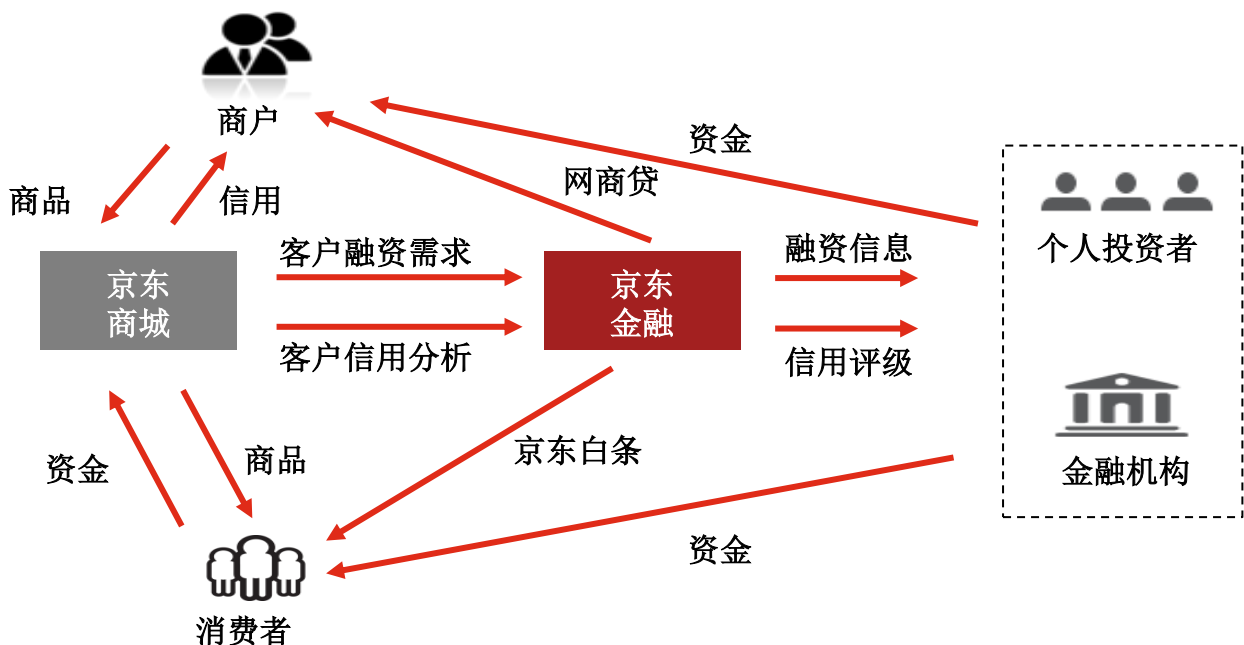 商户
资金
网商贷
商品
信用
个人投资者
客户融资需求
融资信息
京东
商城
京东
金融
客户信用分析
信用评级
京东白条
资金
商品
金融机构
资金
消费者